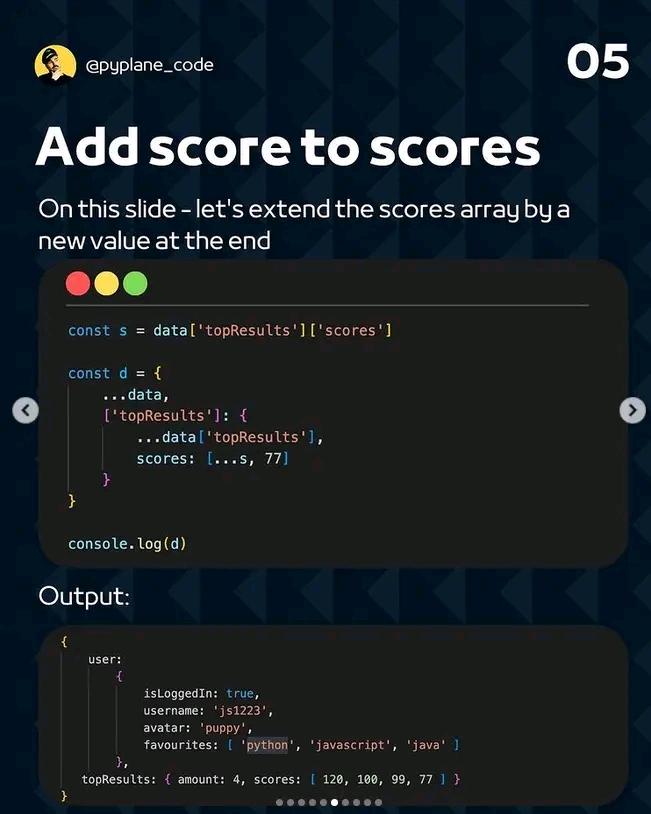 @pyplane_code
05
Add score to scores
On this slide - let's extend the scores array by a
new value at the end
const s = data['topResults']['scores']
const d = {
...data,
['topResults']: {
...data['topResults'],
scores: [...s, 77]
}
}
console.log(d)
Output:
{
user:
{
isLoggedIn: true,
username: 'js1223',
avatar: 'puppy',
favourites: [ 'python', 'javascript', 'java' ]
},
topResults: { amount: 4, scores: [ 120, 100, 99, 77 ] }
}